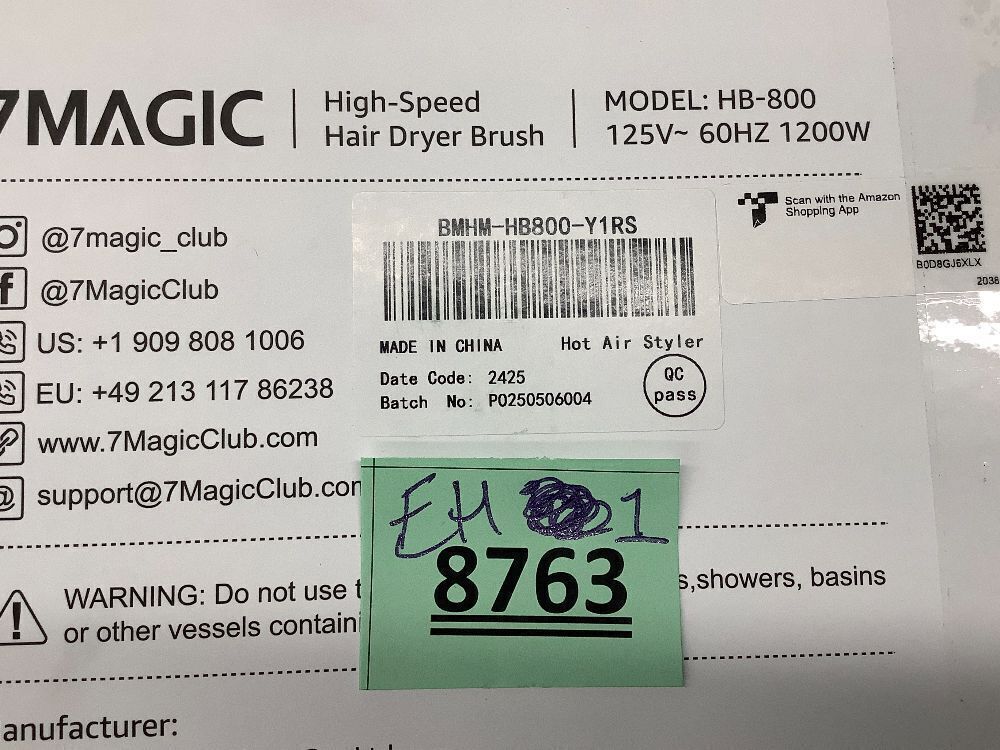 7MAGIC
High-Speed
Hair Dryer Brush
MODEL: HB-800
125V~ 60HZ 1200W
@7magic_club
@7MagicClub
US: +1 909 808 1006
EU: +49 213 117 86238
www.7MagicClub.com
support@7MagicClub.com
BMHM-HB800-Y1RS
MADE IN CHINA Hot Air Styler
Date Code: 2425
Batch No: P0250506004
QC
pass
Scan with the Amazon
Shopping App
B0D8GJ6XLX
2038
EH 1
8763
WARNING: Do not use t s,showers, basins
or other vessels containi
anufacturer: